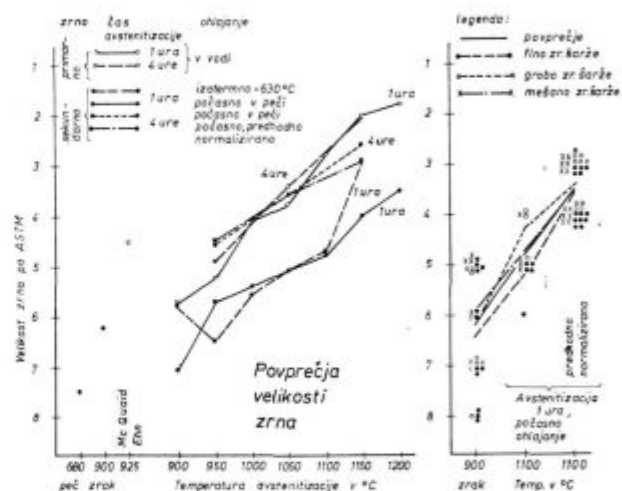 zrno čas ohlajanje
avstenitizacije
primarno
1 ura
4 ure
v vodi
sekundarno
1 ura
4 ure
izotermno ~630°C
počasno v peči
počasno v peči
počasno, predhodno
normalizirano
1 ura
4 ure
4 ure
1 ura
1 ura
Velikost zrna po ASTM
1
2
3
4
5
6
7
8
Mc Quaid
Ehn
Povprečja
velikosti
zrna
680 900 925 900 950 1000 1050 1100 1150 1200
peč zrak Temperatura avstenitizacije v °C
legenda:
povprečje
fino zr. šarže
grobo zr. šarže
mešano zr. šarže
1
2
3
4
5
6
7
8
x8
predhodno
normalizirano
Avstenitizacija
1 ura,
počasno
ohlajanje
900 1100 1100
zrak Temp. v °C